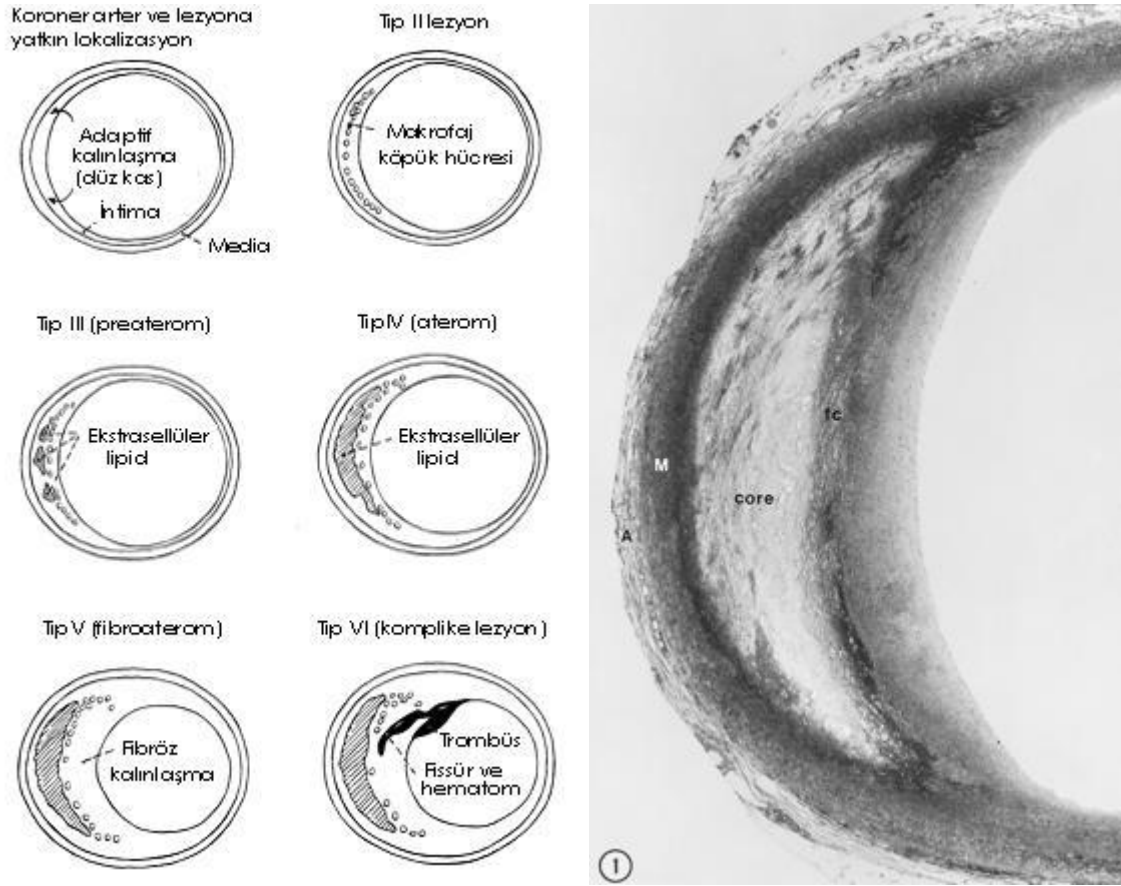 Koroner arter ve lezyona
yatkın lokalizasyon
Adaptif
kalınlaşma
(düz kas)
İntima
Media
Tip II lezyon
Makrofaj
köpük hücresi
Tip III (preaterom)
Ekstrasellüler
lipid
Tip IV (aterom)
Ekstrasellüler
lipid
Tip V (fibroaterom)
Fibröz
kalınlaşma
Tip VI (komplike lezyon)
Trombüs
Fissür ve
hematom
fc
M
core
A
1